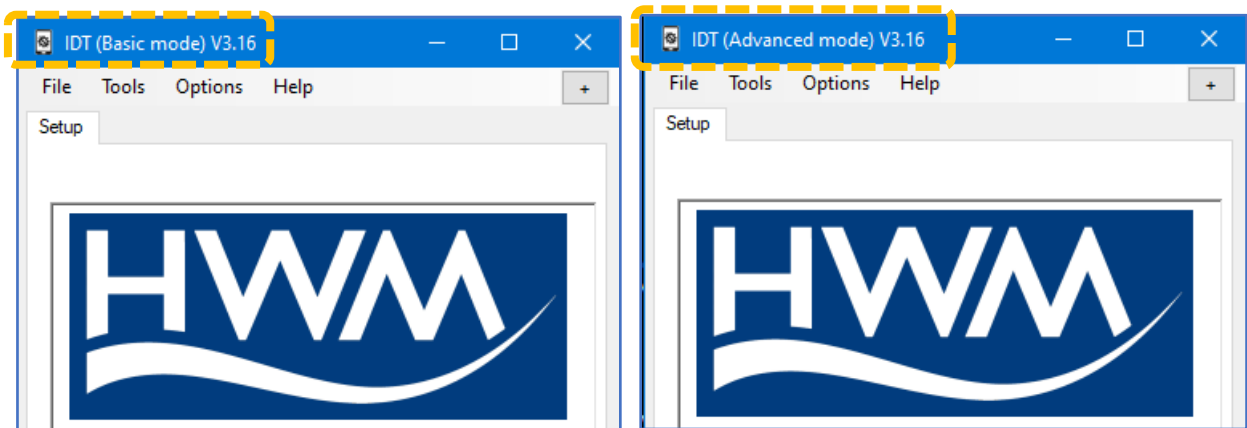 IDT (Basic mode) V3.16
File Tools Options Help +
Setup
HWM
IDT (Advanced mode) V3.16
File Tools Options Help +
Setup
HWM